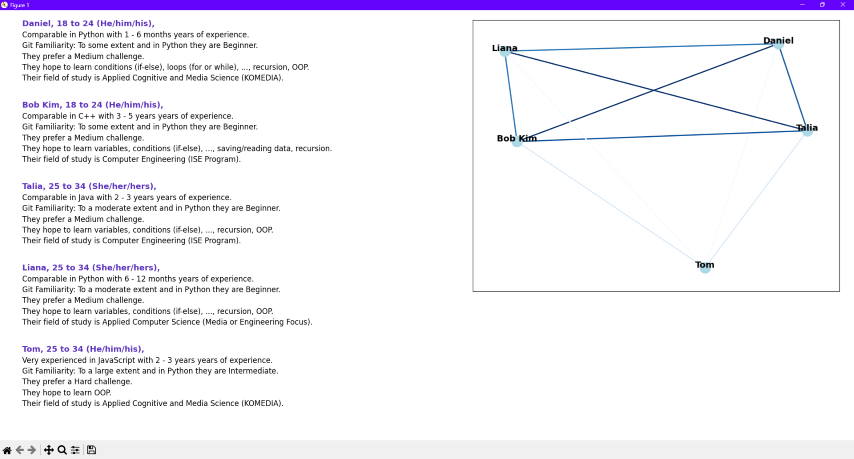 Figure 1
Daniel, 18 to 24 (He/him/his),
Comparable in Python with 1 - 6 months years of experience.
Git Familiarity: To some extent and in Python they are Beginner.
They prefer a Medium challenge.
They hope to learn conditions (if-else), loops (for or while), ..., recursion, OOP.
Their field of study is Applied Cognitive and Media Science (KOMEDIA).
Bob Kim, 18 to 24 (He/him/his),
Comparable in C++ with 3 - 5 years years of experience.
Git Familiarity: To some extent and in Python they are Beginner.
They prefer a Medium challenge.
They hope to learn variables, conditions (if-else), ..., saving/reading data, recursion.
Their field of study is Computer Engineering (ISE Program).
Talia, 25 to 34 (She/her/hers),
Comparable in Java with 2 - 3 years years of experience.
Git Familiarity: To a moderate extent and in Python they are Beginner.
They prefer a Medium challenge.
They hope to learn variables, conditions (if-else), ..., recursion, OOP.
Their field of study is Computer Engineering (ISE Program).
Liana, 25 to 34 (She/her/hers),
Comparable in Python with 6 - 12 months years of experience.
Git Familiarity: To a moderate extent and in Python they are Beginner.
They prefer a Medium challenge.
They hope to learn variables, conditions (if-else), ..., recursion, OOP.
Their field of study is Applied Computer Science (Media or Engineering Focus).
Tom, 25 to 34 (He/him/his),
Very experienced in JavaScript with 2 - 3 years years of experience.
Git Familiarity: To a large extent and in Python they are Intermediate.
They prefer a Hard challenge.
They hope to learn OOP.
Their field of study is Applied Cognitive and Media Science (KOMEDIA).
Daniel
Liana
Talia
Bob Kim
Tom